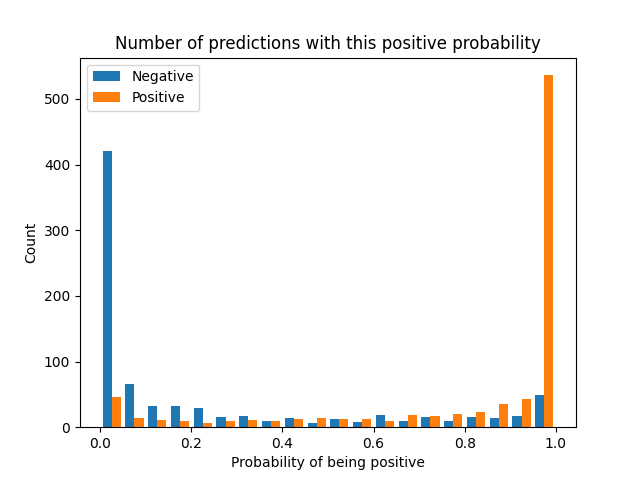 Number of predictions with this positive probability
Negative
Positive
500
400
300
200
100
0
Count
0.0 0.2 0.4 0.6 0.8 1.0
Probability of being positive